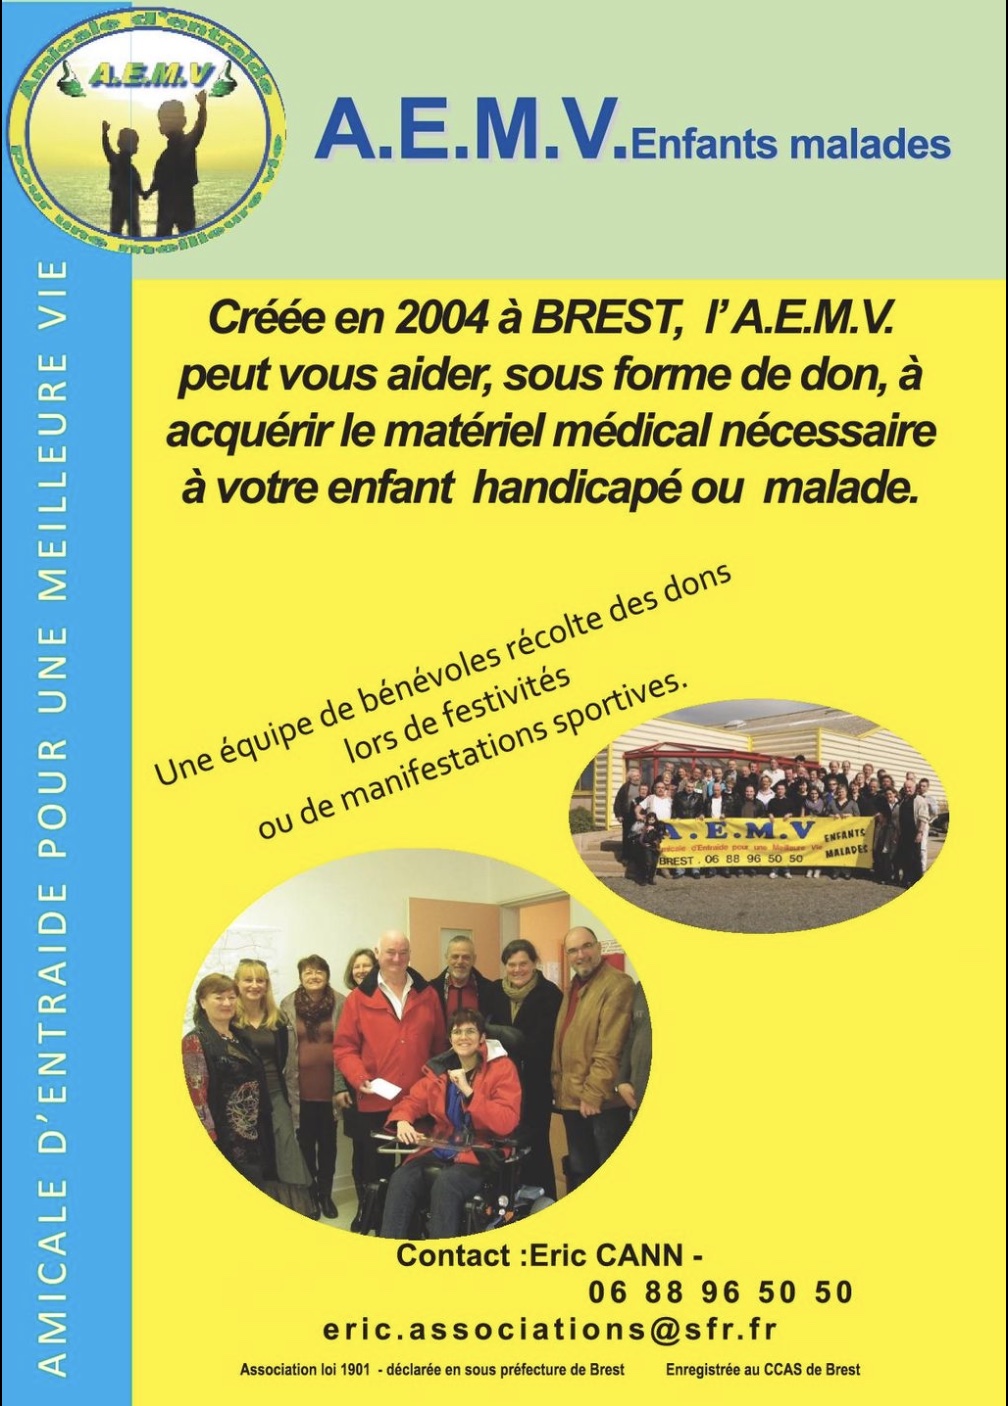 Amicale d'entraide
A.E.M.V
Pour une meilleure vie
A.E.M.V. Enfants malades
AMICALE D'ENTRAIDE POUR UNE MEILLEURE VIE
Créée en 2004 à BREST, l'A.E.M.V.
peut vous aider, sous forme de don, à
acquérir le matériel médical nécessaire
à votre enfant handicapé ou malade.
Une équipe de bénévoles récolte des dons
lors de festivités
ou de manifestations sportives.
A.E.M.V
ENFANTS
MALADES
Amicale d'Entraide pour une Meilleure Vie
BREST . 06 88 96 50 50
Contact :Eric CANN -
06 88 96 50 50
eric.associations@sfr.fr
Association loi 1901 - déclarée en sous préfecture de Brest Enregistrée au CCAS de Brest